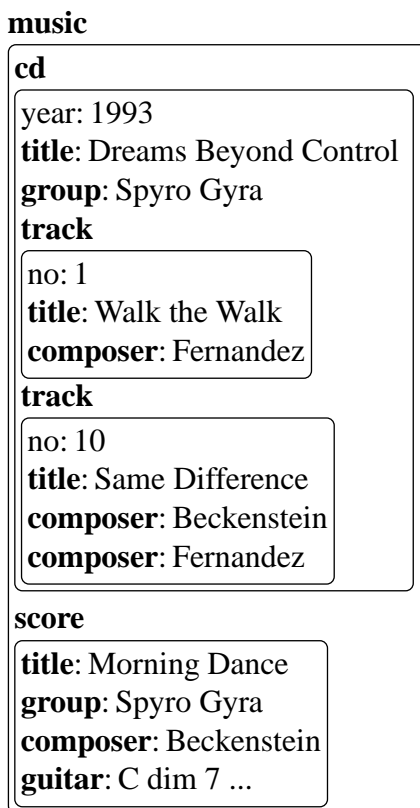 music
cd
year: 1993
title: Dreams Beyond Control
group: Spyro Gyra
track
no: 1
title: Walk the Walk
composer: Fernandez
track
no: 10
title: Same Difference
composer: Beckenstein
composer: Fernandez
score
title: Morning Dance
group: Spyro Gyra
composer: Beckenstein
guitar: C dim 7 ...